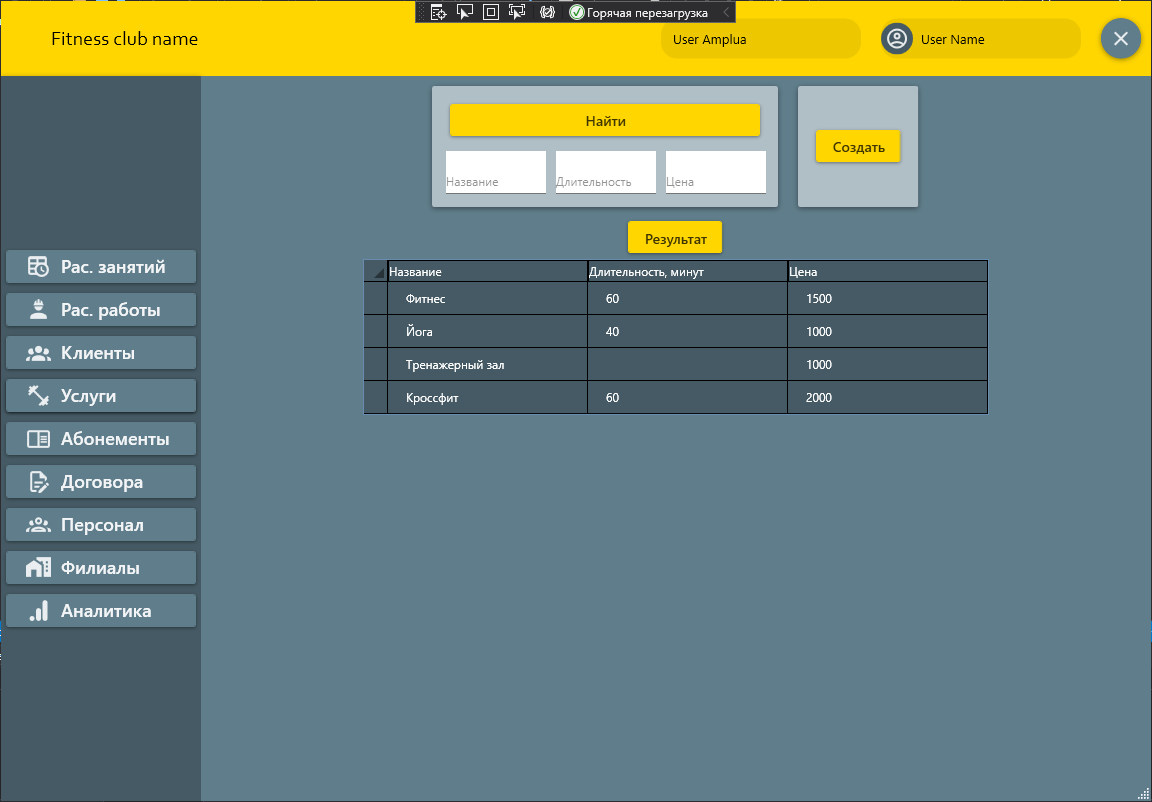 Горячая перезагрузка
Fitness club name
User Amplua
User Name
Найти
Название
Длительность
Цена
Создать
Результат
Рас. занятий
Рас. работы
Клиенты
Услуги
Абонементы
Договора
Персонал
Филиалы
Аналитика
Название Длительность, минут Цена
Фитнес 60 1500
Йога 40 1000
Тренажерный зал 1000
Кроссфит 60 2000